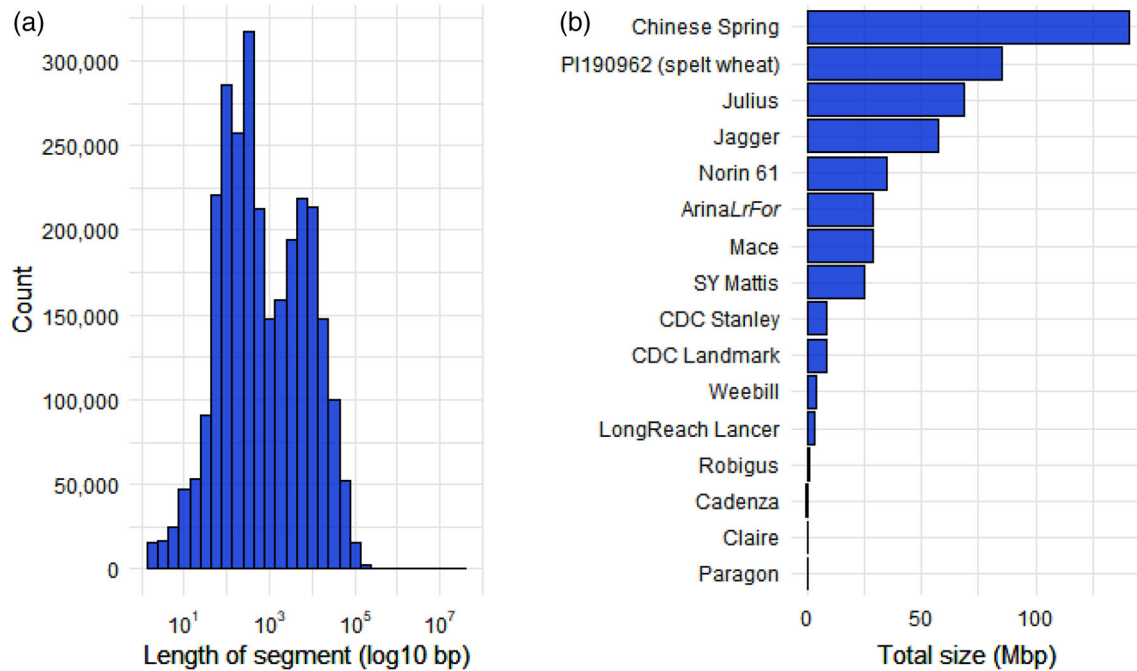 (a)
300,000
250,000
200,000
150,000
100,000
50,000
0
Count
10^1 10^3 10^5 10^7
Length of segment (log10 bp)
(b)
Chinese Spring
PI190962 (spelt wheat)
Julius
Jagger
Norin 61
ArinaLrFor
Mace
SY Mattis
CDC Stanley
CDC Landmark
Weebill
LongReach Lancer
Robigus
Cadenza
Claire
Paragon
0 50 100
Total size (Mbp)